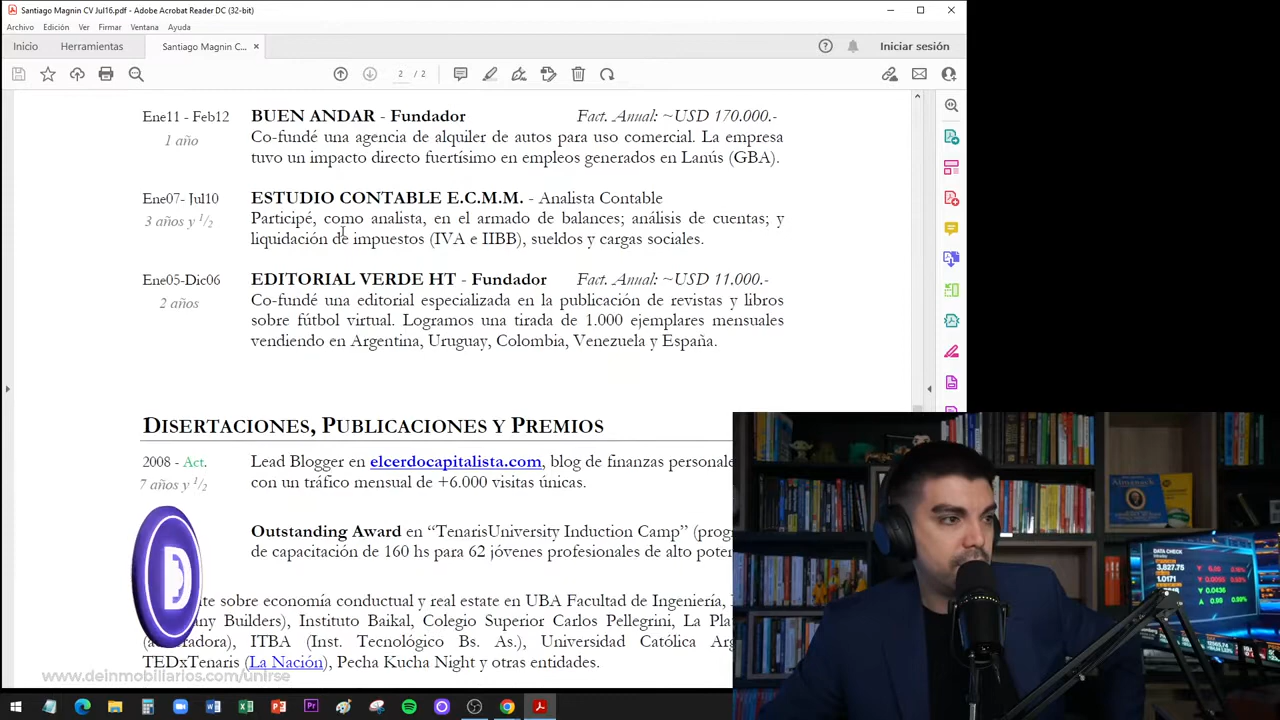 Santiago Magnin CV Jul16.pdf - Adobe Acrobat Reader DC (32-bit)
Archivo Edición Ver Firmar Ventana Ayuda
Inicio Herramientas Santiago Magnin C... × Iniciar sesión
2 / 2
Ene11 - Feb12 BUEN ANDAR - Fundador Fact. Anual: ~USD 170.000.-
1 año Co-fundé una agencia de alquiler de autos para uso comercial. La empresa
tuvo un impacto directo fuertísimo en empleos generados en Lanús (GBA).
Ene07- Jul10 ESTUDIO CONTABLE E.C.M.M. - Analista Contable
3 años y 1/2 Participé, como analista, en el armado de balances; análisis de cuentas; y
liquidación de impuestos (IVA e IIBB), sueldos y cargas sociales.
Ene05-Dic06 EDITORIAL VERDE HT - Fundador Fact. Anual: ~USD 11.000.-
2 años Co-fundé una editorial especializada en la publicación de revistas y libros
sobre fútbol virtual. Logramos una tirada de 1.000 ejemplares mensuales
vendiendo en Argentina, Uruguay, Colombia, Venezuela y España.
DISERTACIONES, PUBLICACIONES Y PREMIOS
2008 - Act. Lead Blogger en elcerdocapitalista.com, blog de finanzas personale
7 años y 1/2 con un tráfico mensual de +6.000 visitas únicas.
Outstanding Award en “TenarisUniversity Induction Camp” (prog
de capacitación de 160 hs para 62 jóvenes profesionales de alto poter
te sobre economía conductual y real estate en UBA Facultad de Ingeniería,
ny Builders), Instituto Baikal, Colegio Superior Carlos Pellegrini, La Pla
adora), ITBA (Inst. Tecnológico Bs. As.), Universidad Católica Arg
TEDxTenaris (La Nación), Pecha Kucha Night y otras entidades.
www.deinmobiliarios.com/unirse
Almanack
DATA CHECK
3,827.75
1.0171